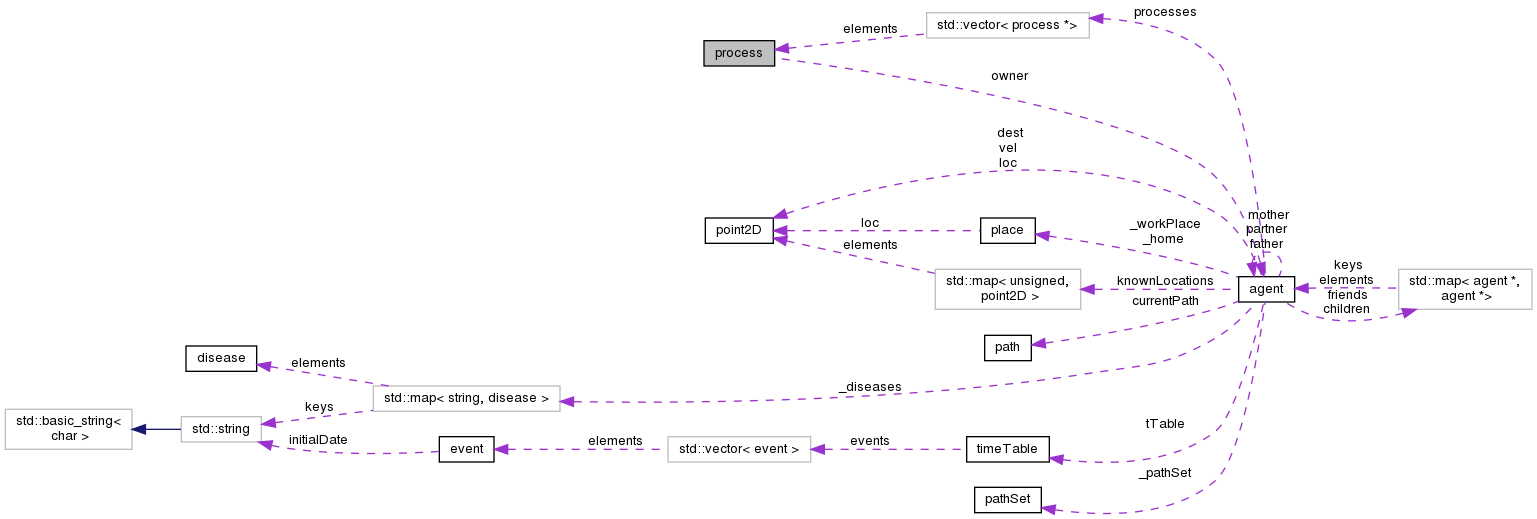 processes
std::vector< process *>
elements
process
owner
dest
vel
loc
mother
partner
father
_workPlace
_home
loc
point2D
place
elements
keys
elements
friends
children
std::map< unsigned,
point2D >
knownLocations
agent
std::map< agent *,
agent *>
currentPath
path
disease
elements
std::map< string, disease >
_diseases
keys
std::basic_string<
char >
std::string
initialDate
event
elements
std::vector< event >
events
timeTable
tTable
_pathSet
pathSet